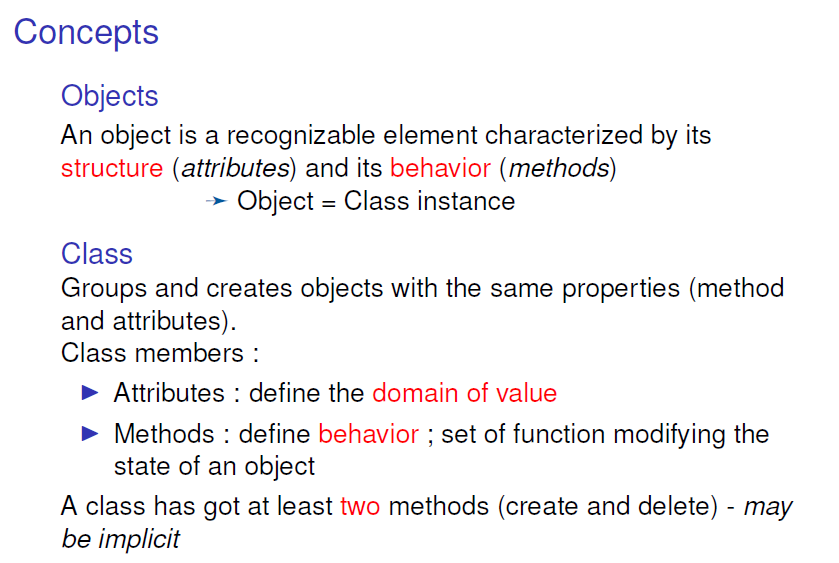 Concepts
Objects
An object is a recognizable element characterized by its
structure (attributes) and its behavior (methods)
➛ Object = Class instance
Class
Groups and creates objects with the same properties (method
and attributes).
Class members :
▶ Attributes : define the domain of value
▶ Methods : define behavior ; set of function modifying the
state of an object
A class has got at least two methods (create and delete) - may
be implicit